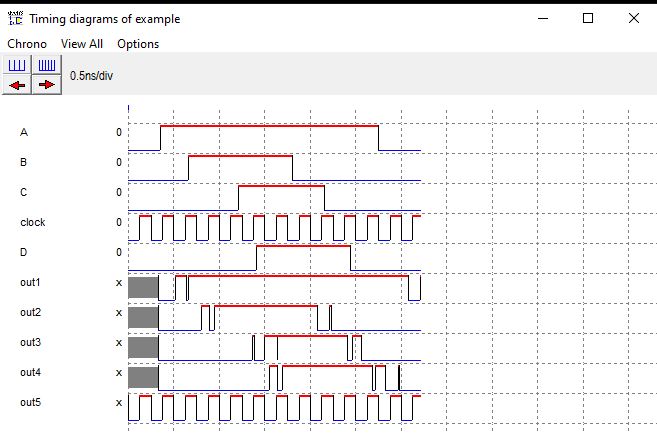 Timing diagrams of example
Chrono View All Options
0.5ns/div
A 0
B 0
C 0
clock 0
D 0
out1 x
out2 x
out3 x
out4 x
out5 x